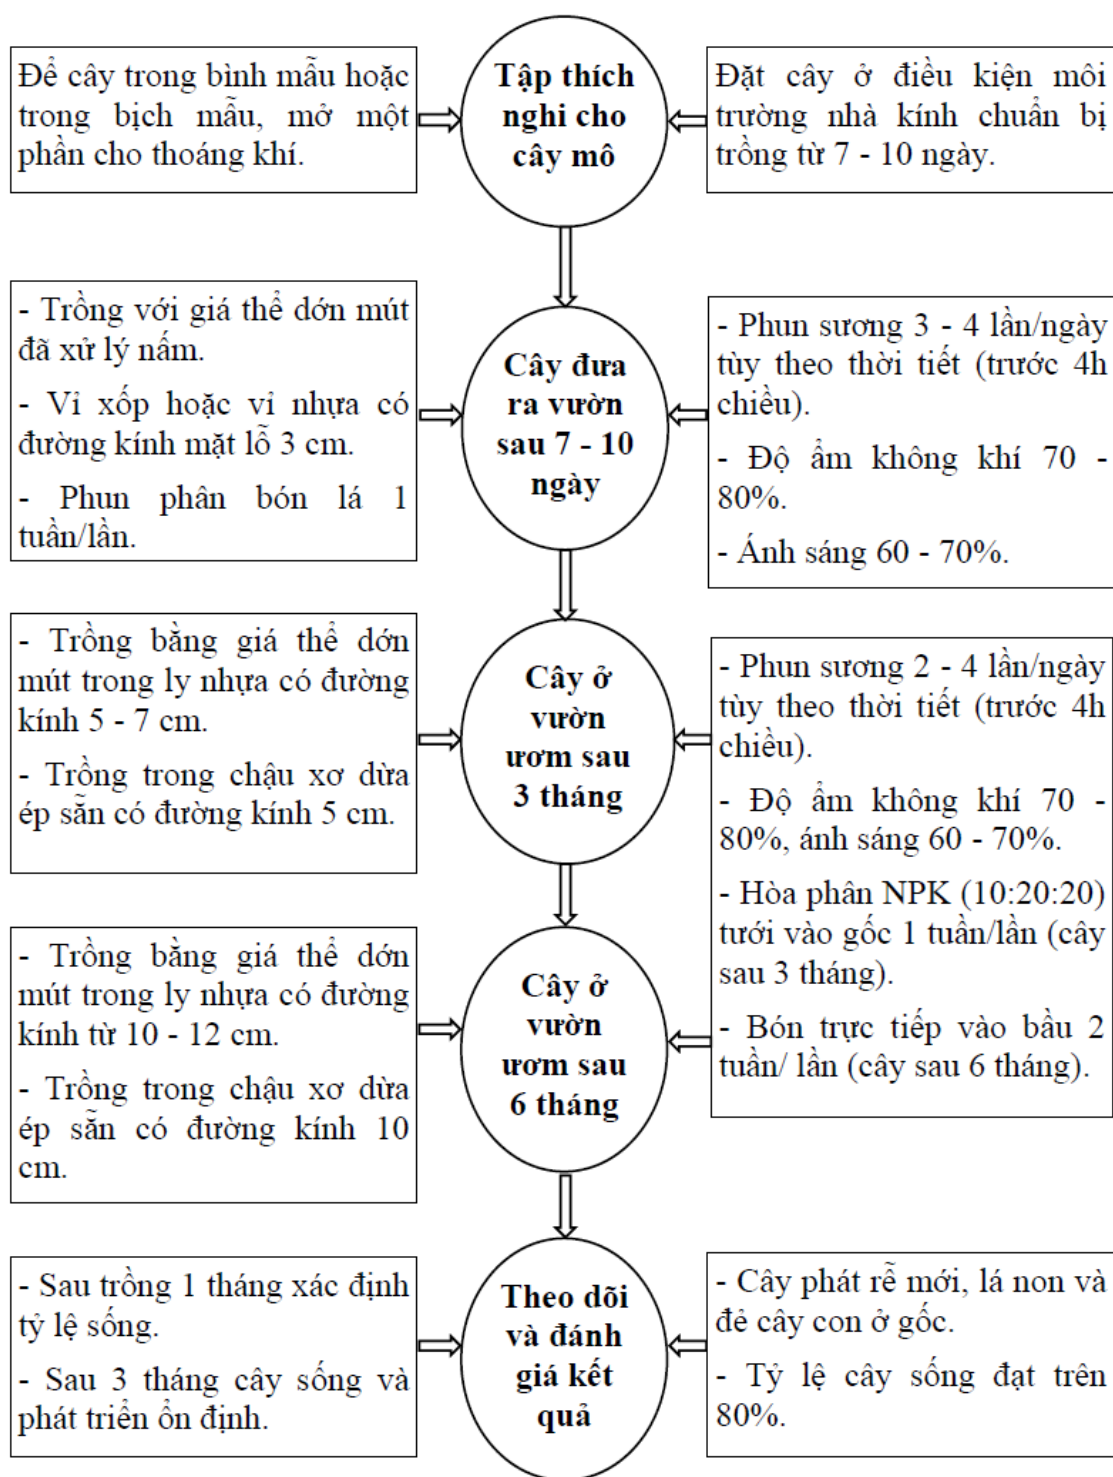 Để cây trong bình mẫu hoặc
trong bịch mẫu, mở một
phần cho thoáng khí.
Tập thích
nghi cho
cây mô
Đặt cây ở điều kiện môi
trường nhà kính chuẩn bị
trồng từ 7 - 10 ngày.
- Trồng với giá thể dớn mút
đã xử lý nấm.
- Vỉ xốp hoặc vỉ nhựa có
đường kính mặt lỗ 3 cm.
- Phun phân bón lá 1
tuần/lần.
Cây đưa
ra vườn
sau 7 - 10
ngày
- Phun sương 3 - 4 lần/ngày
tùy theo thời tiết (trước 4h
chiều).
- Độ ẩm không khí 70 -
80%.
- Ánh sáng 60 - 70%.
- Trồng bằng giá thể dớn
mút trong ly nhựa có đường
kính 5 - 7 cm.
- Trồng trong chậu xơ dừa
ép sẵn có đường kính 5 cm.
Cây ở
vườn
ươm sau
3 tháng
- Phun sương 2 - 4 lần/ngày
tùy theo thời tiết (trước 4h
chiều).
- Độ ẩm không khí 70 -
80%, ánh sáng 60 - 70%.
- Hòa phân NPK (10:20:20)
tưới vào gốc 1 tuần/lần (cây
sau 3 tháng).
- Bón trực tiếp vào bầu 2
tuần/ lần (cây sau 6 tháng).
- Trồng bằng giá thể dớn
mút trong ly nhựa có đường
kính từ 10 - 12 cm.
- Trồng trong chậu xơ dừa
ép sẵn có đường kính 10
cm.
Cây ở
vườn
ươm sau
6 tháng
- Sau trồng 1 tháng xác định
tỷ lệ sống.
- Sau 3 tháng cây sống và
phát triển ổn định.
Theo dõi
và đánh
giá kết
quả
- Cây phát rễ mới, lá non và
đẻ cây con ở gốc.
- Tỷ lệ cây sống đạt trên
80%.